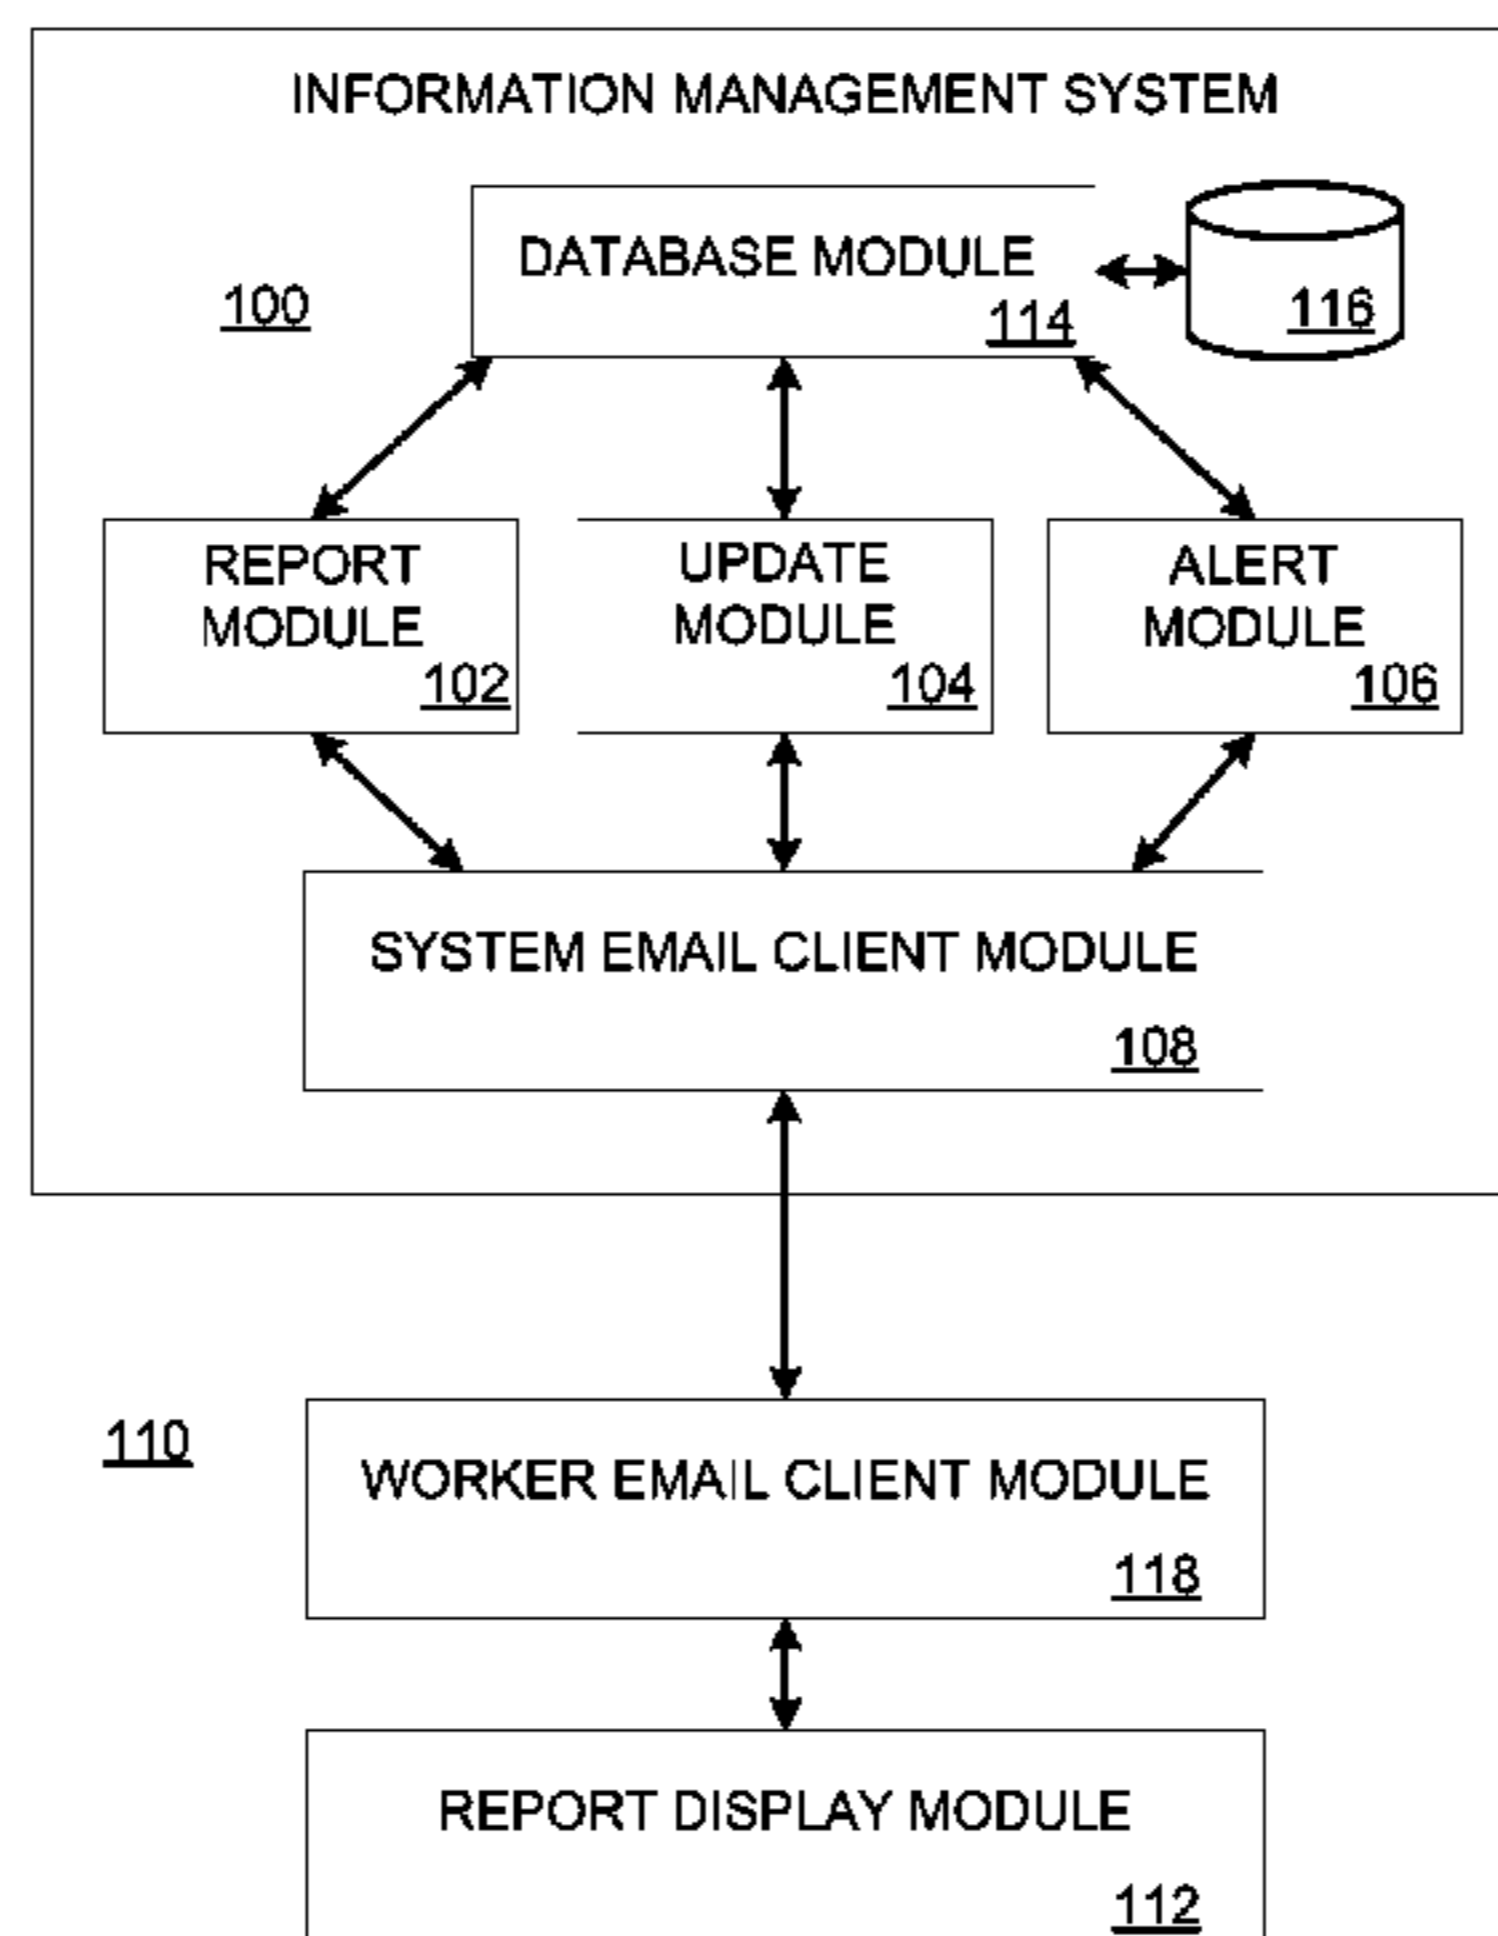 INFORMATION MANAGEMENT SYSTEM
DATABASE MODULE
100
114
116
REPORT
MODULE
102
UPDATE
MODULE
104
ALERT
MODULE
106
SYSTEM EMAIL CLIENT MODULE
108
110
WORKER EMAIL CLIENT MODULE
118
REPORT DISPLAY MODULE
112